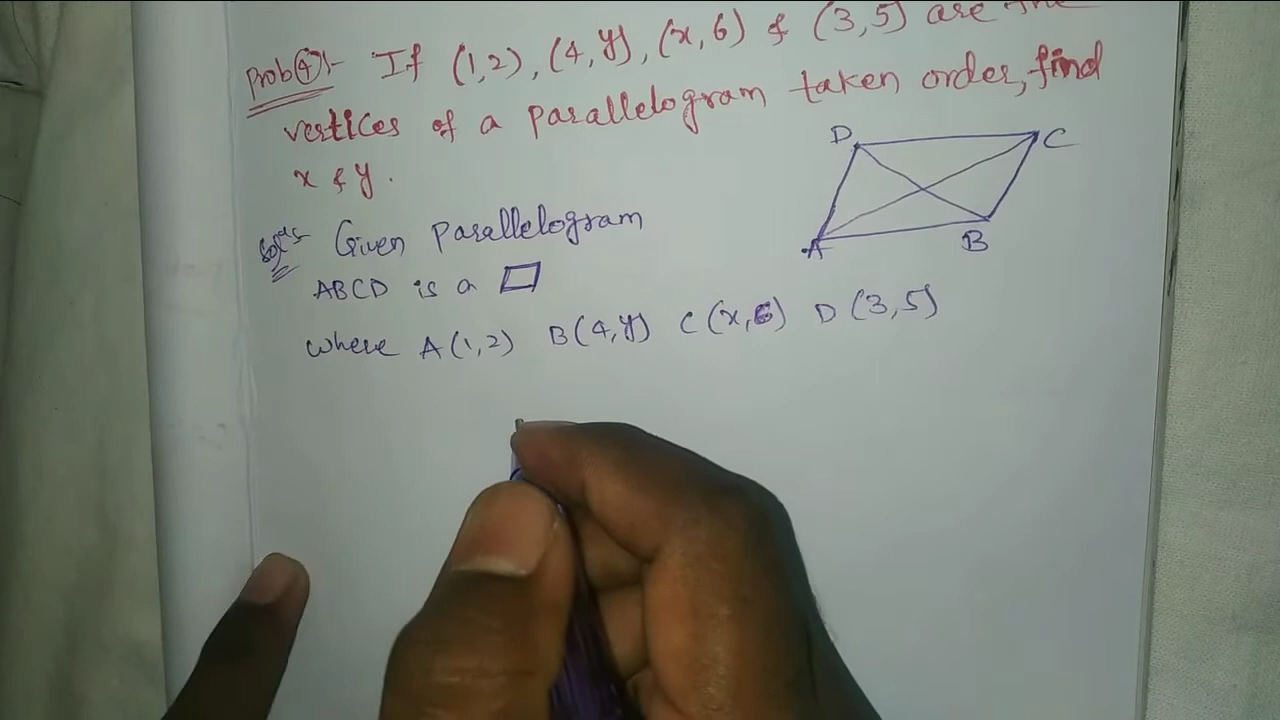 Prob(4):- If (1,2), (4,y), (x,6) & (3,5) are the
vertices of a parallelogram taken order, find
x & y.
Given parallelogram
ABCD is a ▱
where A(1,2) B(4,y) C(x,6) D(3,5)
D
C
A
B